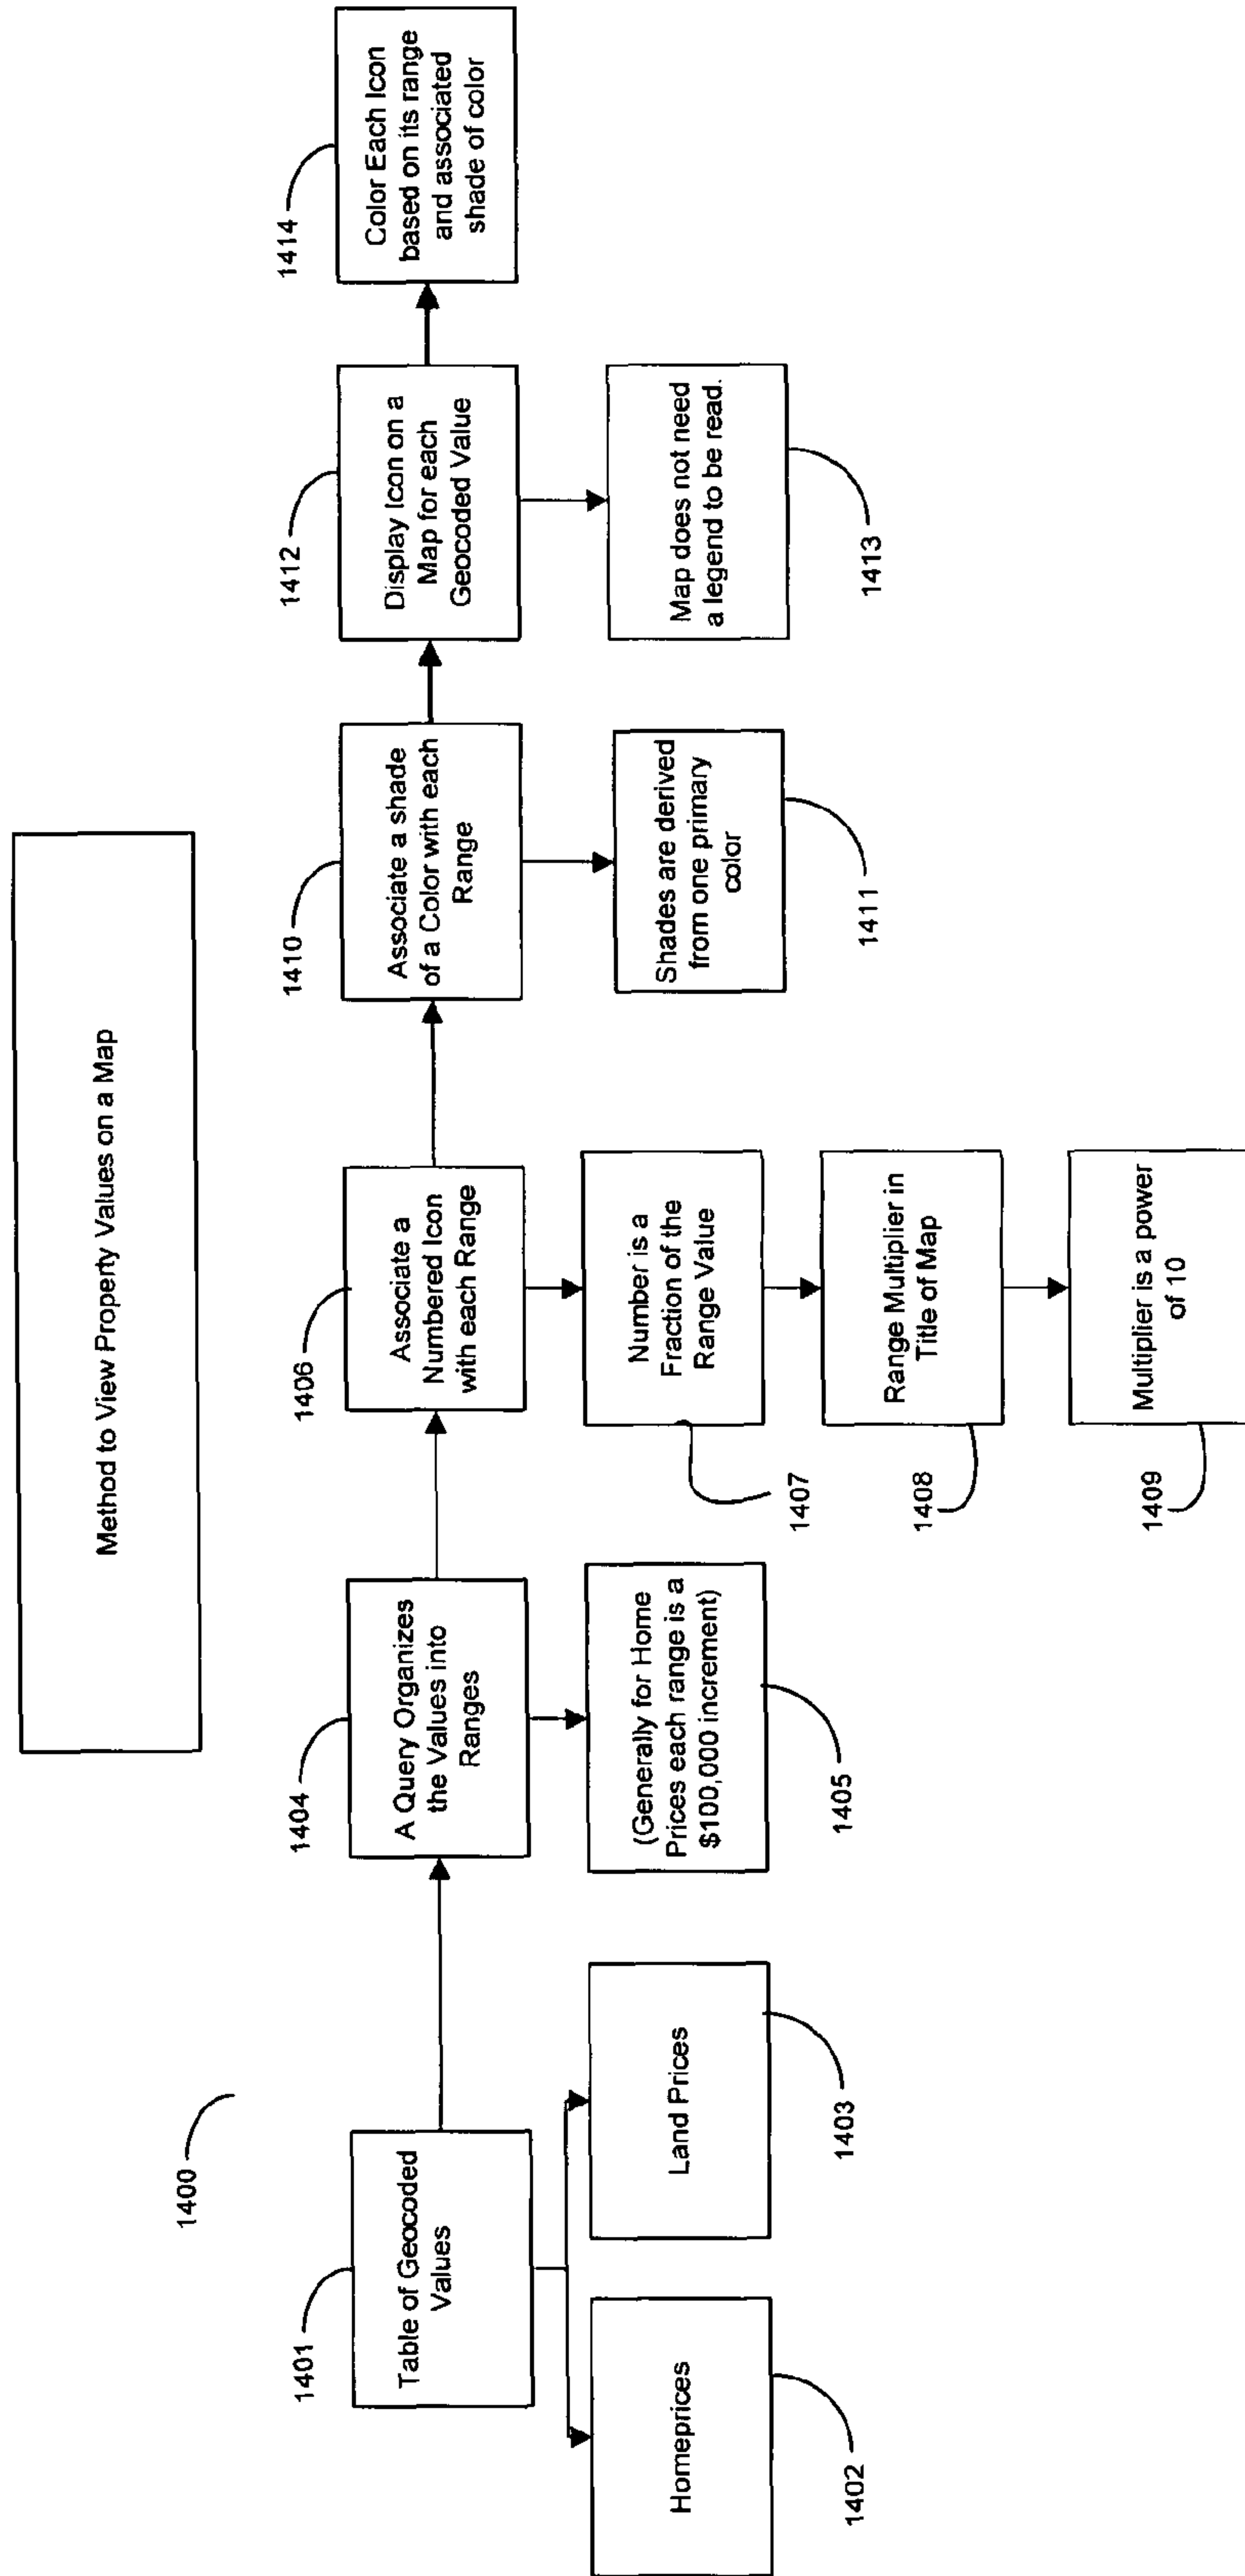 Method to View Property Values on a Map
1400
1401
Table of Geocoded
Values
Homeprices
1402
Land Prices
1403
1404
A Query Organizes
the Values into
Ranges
(Generally for Home
Prices each range is a
$100,000 increment)
1405
1406
Associate a
Numbered Icon
with each Range
Number is a
Fraction of the
Range Value
1407
Range Multiplier in
Title of Map
1408
Multiplier is a power
of 10
1409
1410
Associate a shade
of a Color with each
Range
Shades are derived
from one primary
color
1411
1412
Display Icon on a
Map for each
Geocoded Value
Map does not need
a legend to be read.
1413
1414
Color Each Icon
based on its range
and associated
shade of color